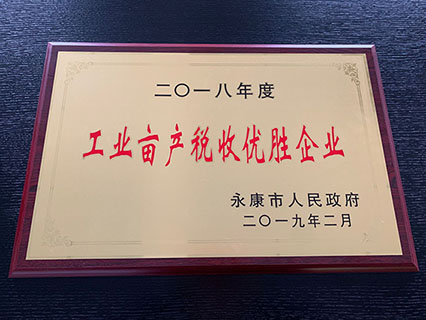 二〇一八年度
工业亩产税收优胜企业
永康市人民政府
二〇一九年二月